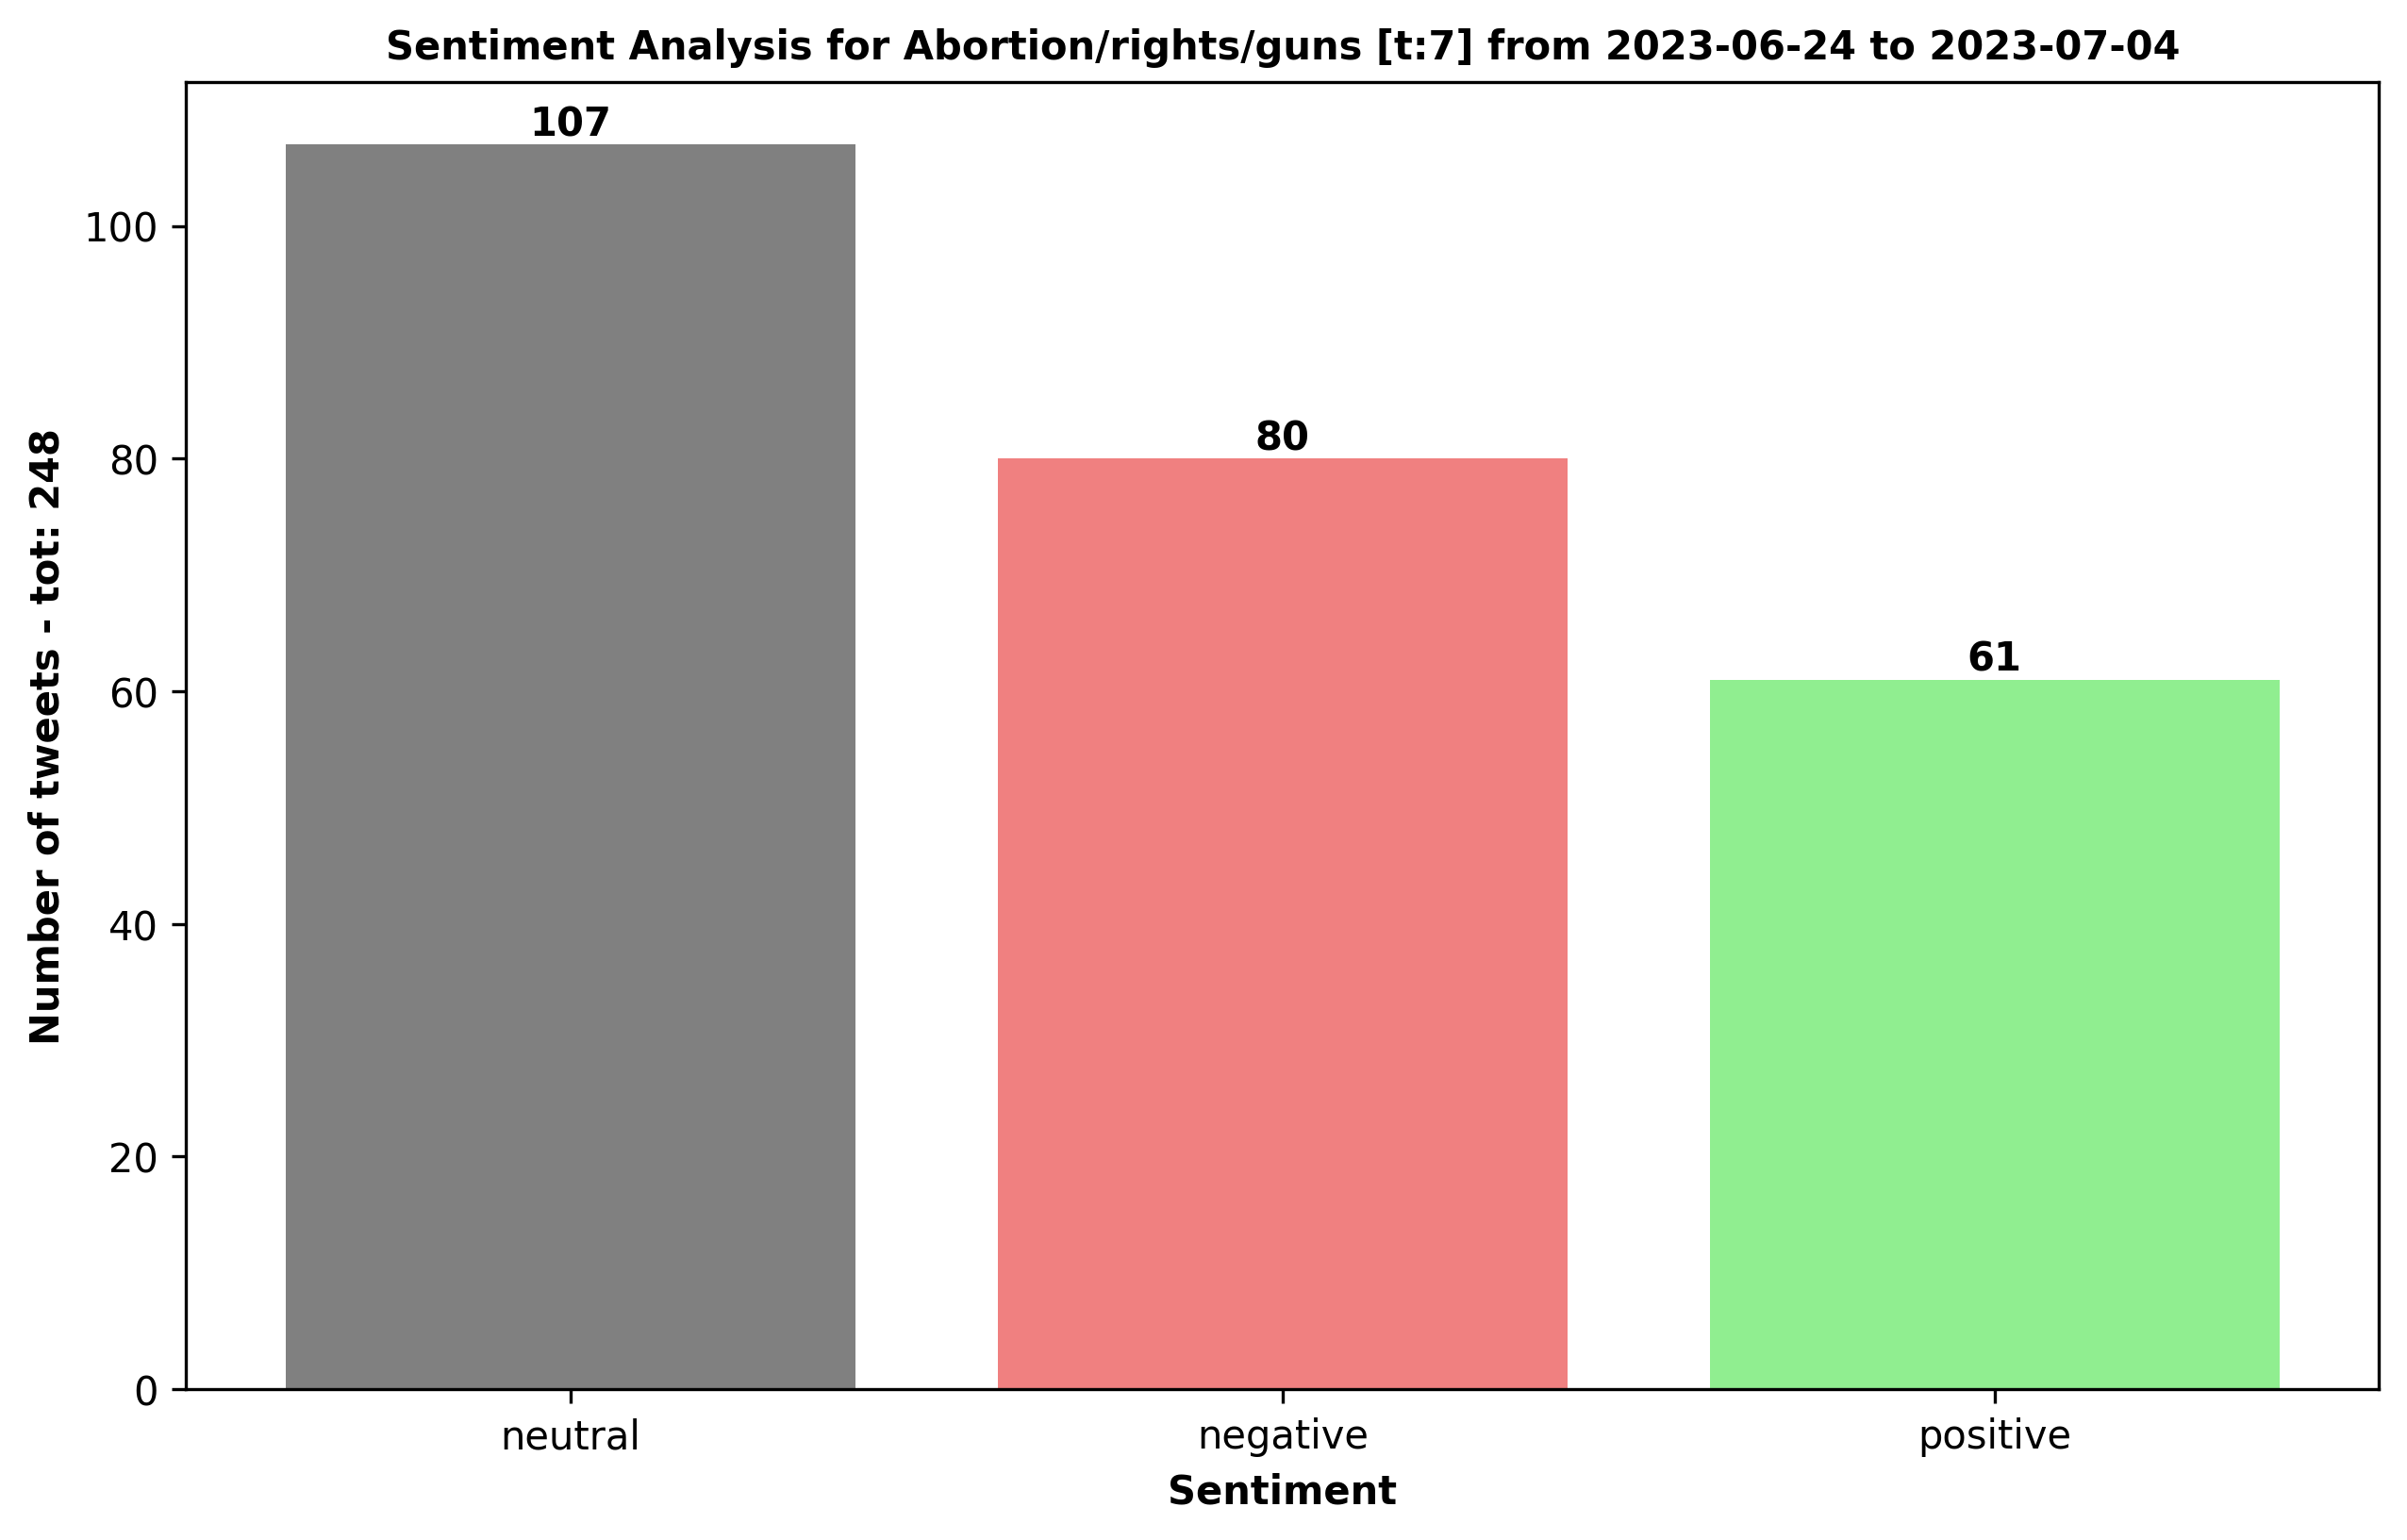 Sentiment Analysis for Abortion/rights/guns [t:7] from 2023-06-24 to 2023-07-04
Number of tweets - tot: 248
100
80
60
40
20
0
107
80
61
neutral
negative
positive
Sentiment